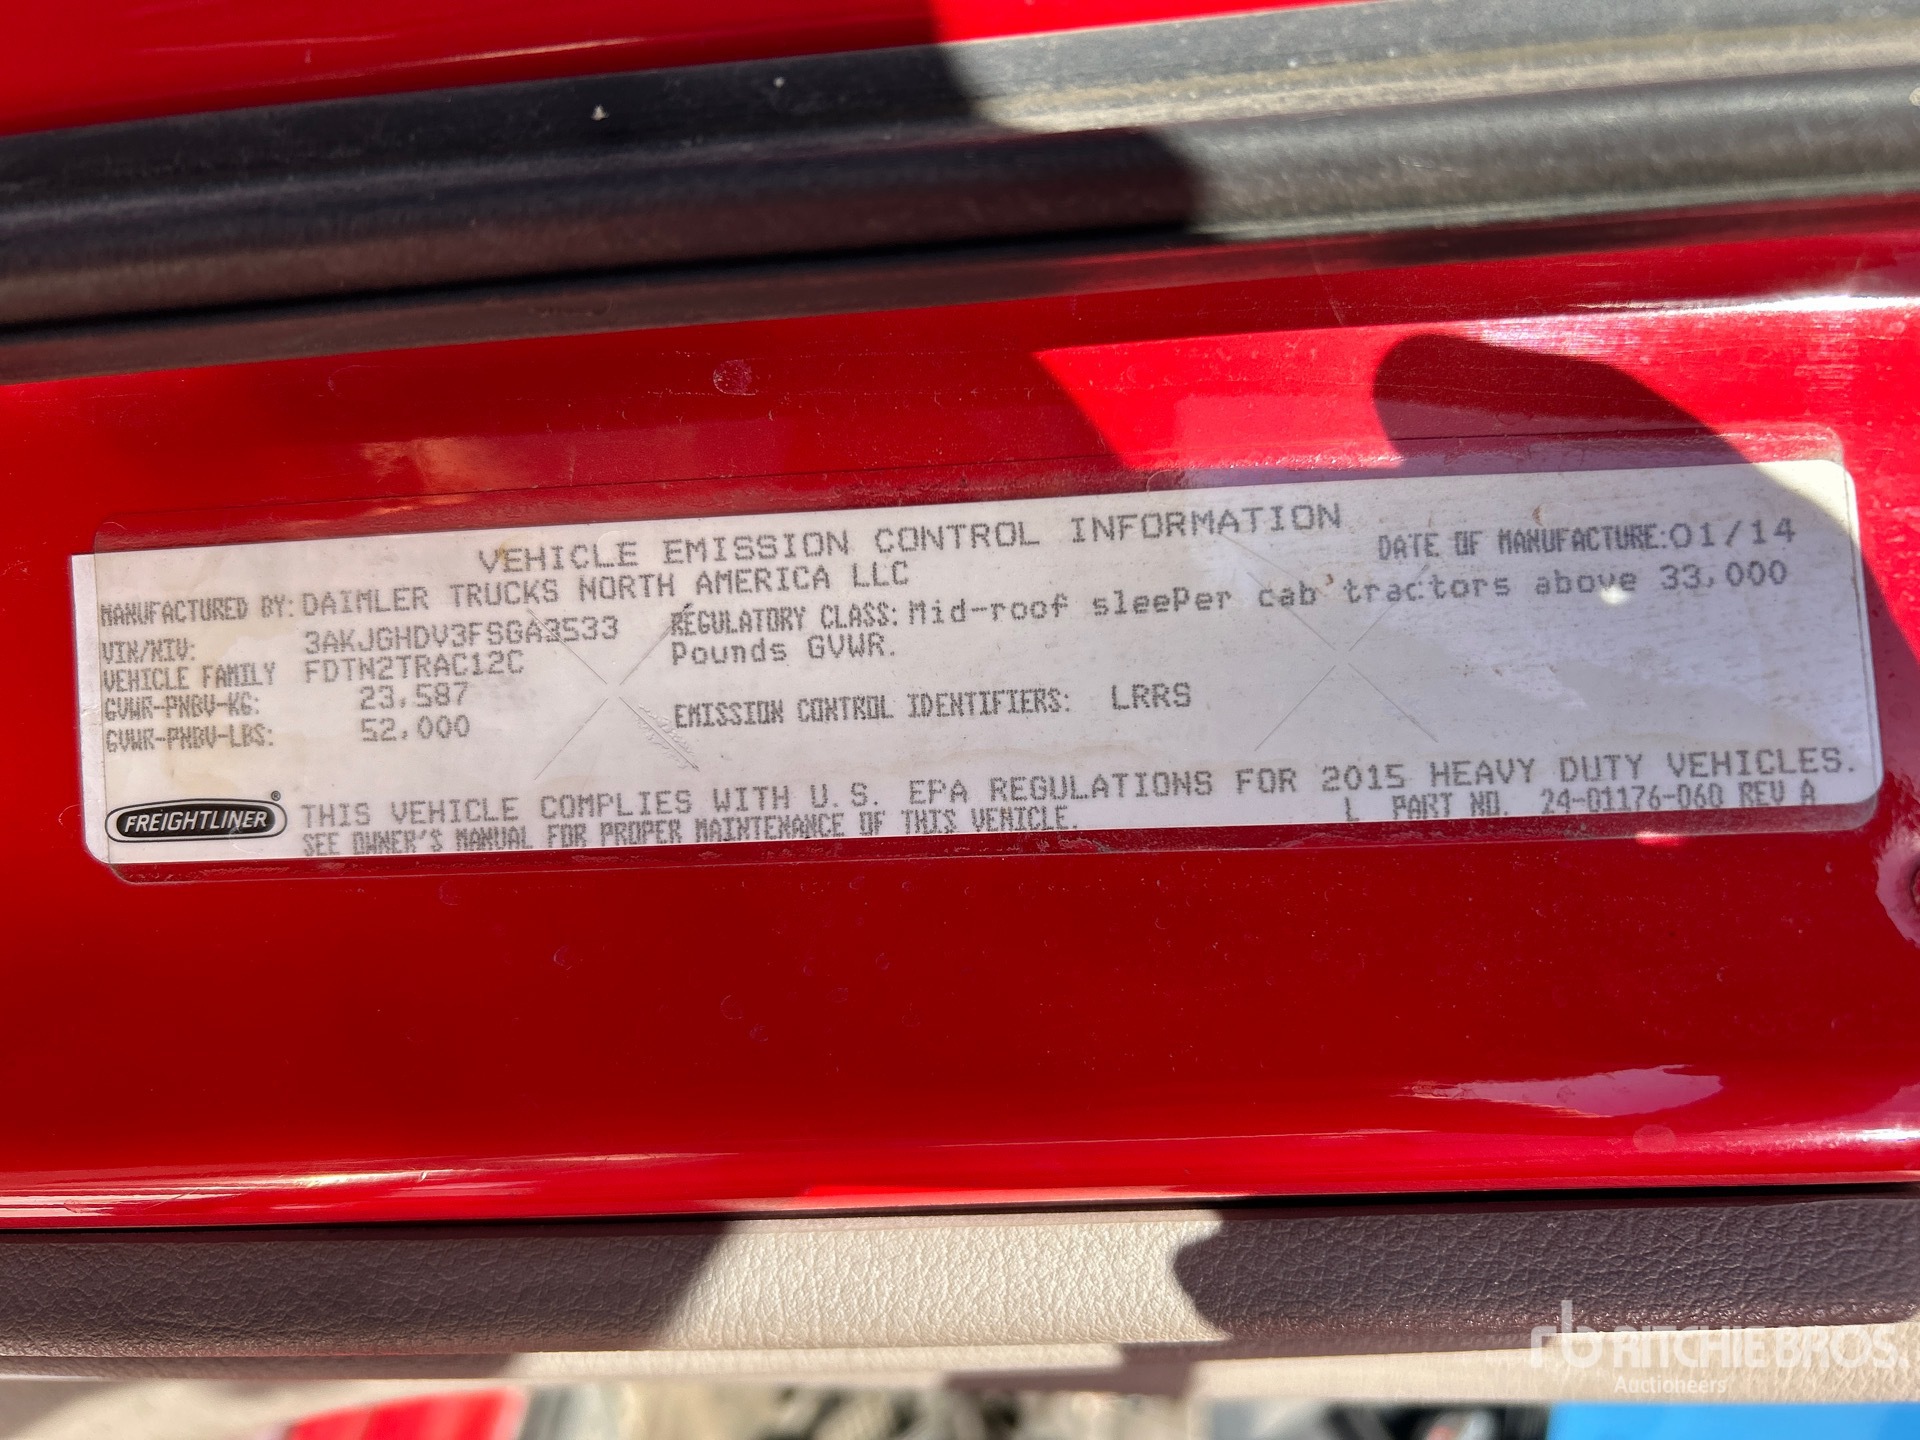 VEHICLE EMISSION CONTROL INFORMATION
DATE OF MANUFACTURE:01/14
MANUFACTURED BY: DAIMLER TRUCKS NORTH AMERICA LLC
VIN/NIV: 3AKJGHDV3FSGA3533
REGULATORY CLASS: Mid-roof sleePer cab tractors above 33,000
Pounds GVWR.
VEHICLE FAMILY FDTN2TRAC12C
GVWR-PNBV-KG: 23,587
EMISSION CONTROL IDENTIFIERS: LRRS
GVWR-PNBV-LBS: 52,000
FREIGHTLINER®
THIS VEHICLE COMPLIES WITH U.S. EPA REGULATIONS FOR 2015 HEAVY DUTY VEHICLES.
SEE OWNER'S MANUAL FOR PROPER MAINTENANCE OF THIS VEHICLE.
L PART NO. 24-01176-060 REV A
rb RITCHIE BROS.
Auctioneers